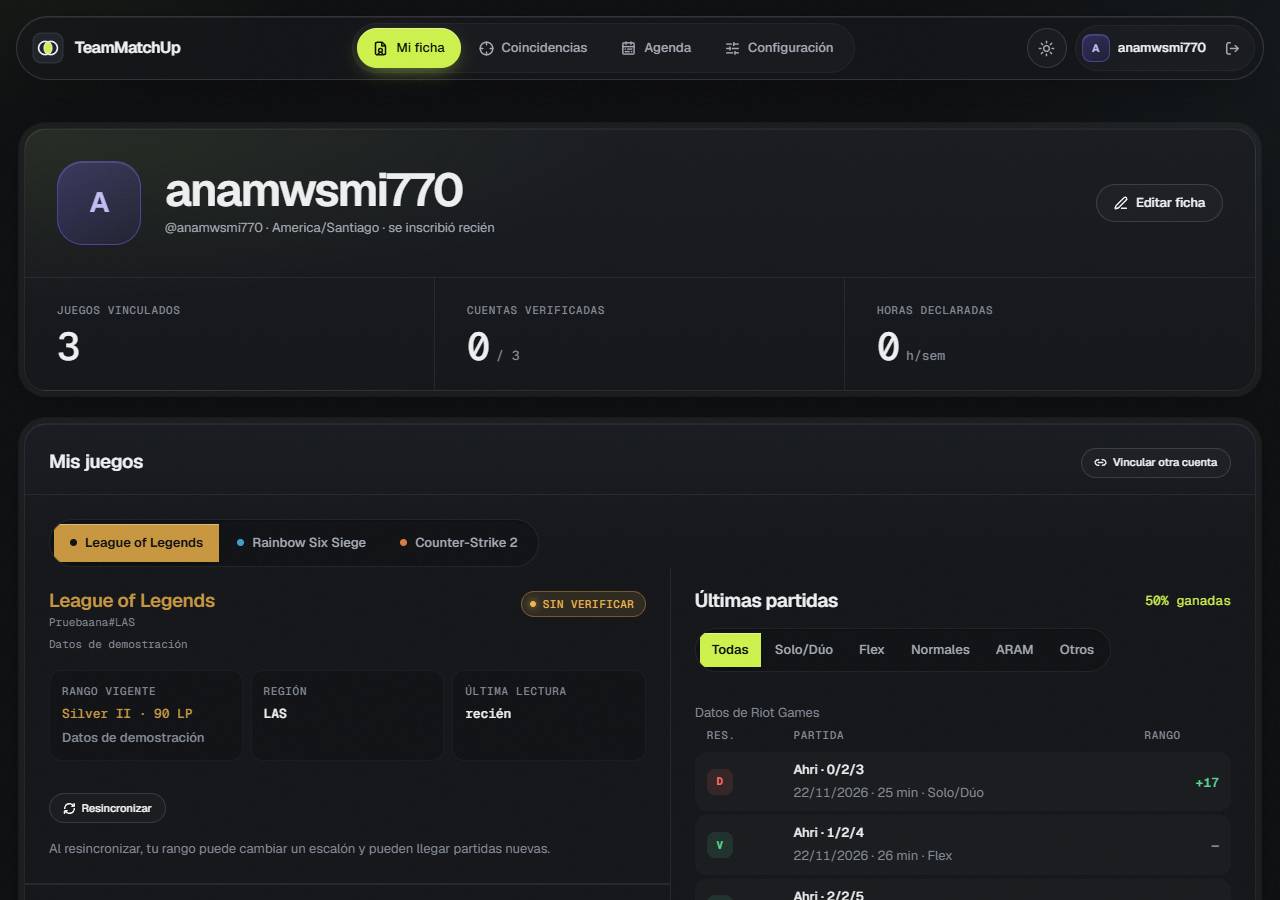 TeamMatchUp
Mi ficha
Coincidencias
Agenda
Configuración
A
anamwsmi770
A
anamwsmi770
@anamwsmi770 · America/Santiago · se inscribió recién
Editar ficha
JUEGOS VINCULADOS
3
CUENTAS VERIFICADAS
0 / 3
HORAS DECLARADAS
0 h/sem
Mis juegos
Vincular otra cuenta
League of Legends
Rainbow Six Siege
Counter-Strike 2
League of Legends
SIN VERIFICAR
Pruebaana#LAS
Datos de demostración
RANGO VIGENTE
Silver II · 90 LP
Datos de demostración
REGIÓN
LAS
ÚLTIMA LECTURA
recién
Resincronizar
Al resincronizar, tu rango puede cambiar un escalón y pueden llegar partidas nuevas.
Últimas partidas
50% ganadas
Todas
Solo/Dúo
Flex
Normales
ARAM
Otros
Datos de Riot Games
RES.
PARTIDA
RANGO
D
Ahri · 0/2/3
22/11/2026 · 25 min · Solo/Dúo
+17
V
Ahri · 1/2/4
22/11/2026 · 26 min · Flex
–
Ahri · 2/2/5